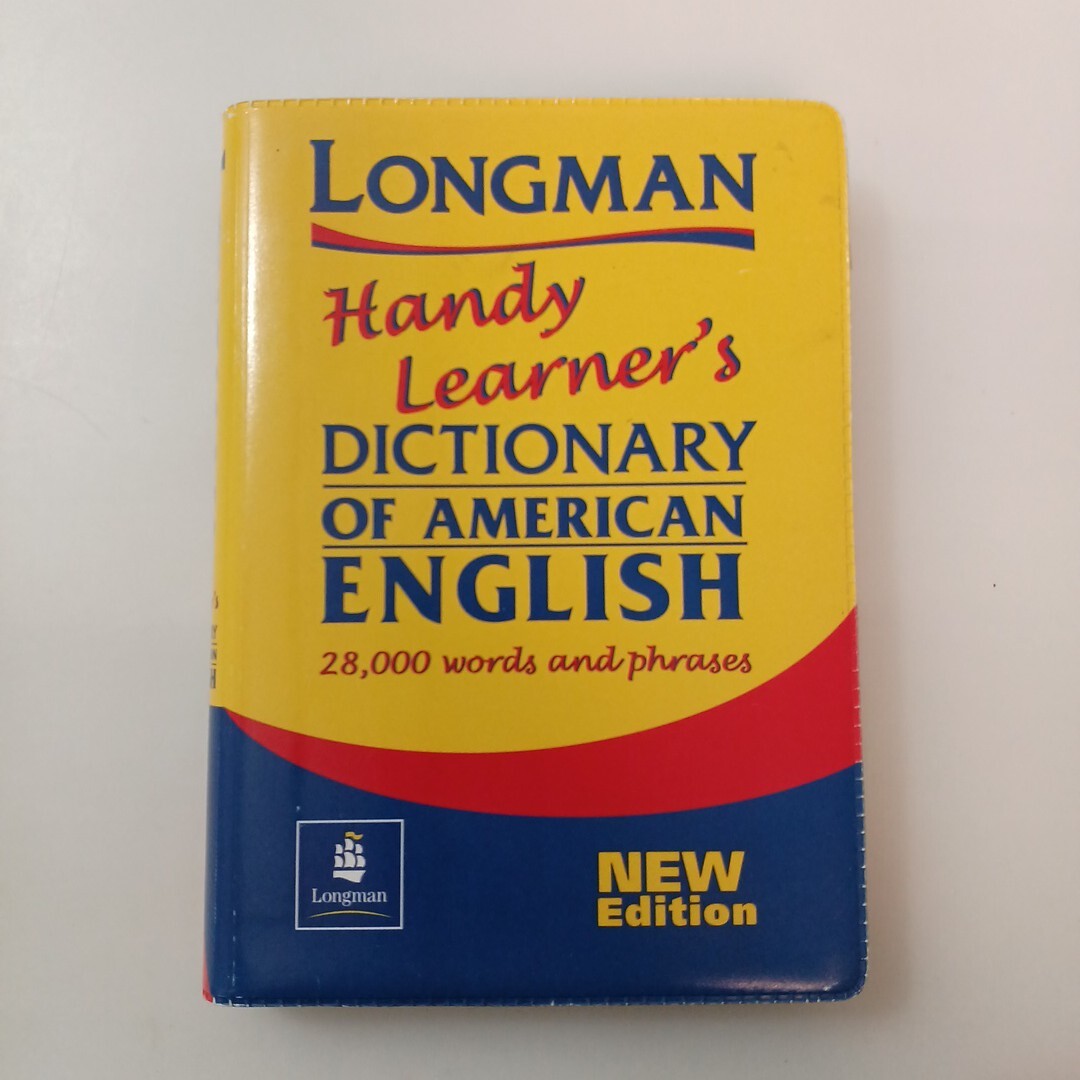 LONGMAN
Handy
Learner's
DICTIONARY
OF AMERICAN
ENGLISH
28,000 words and phrases
Longman
NEW
Edition